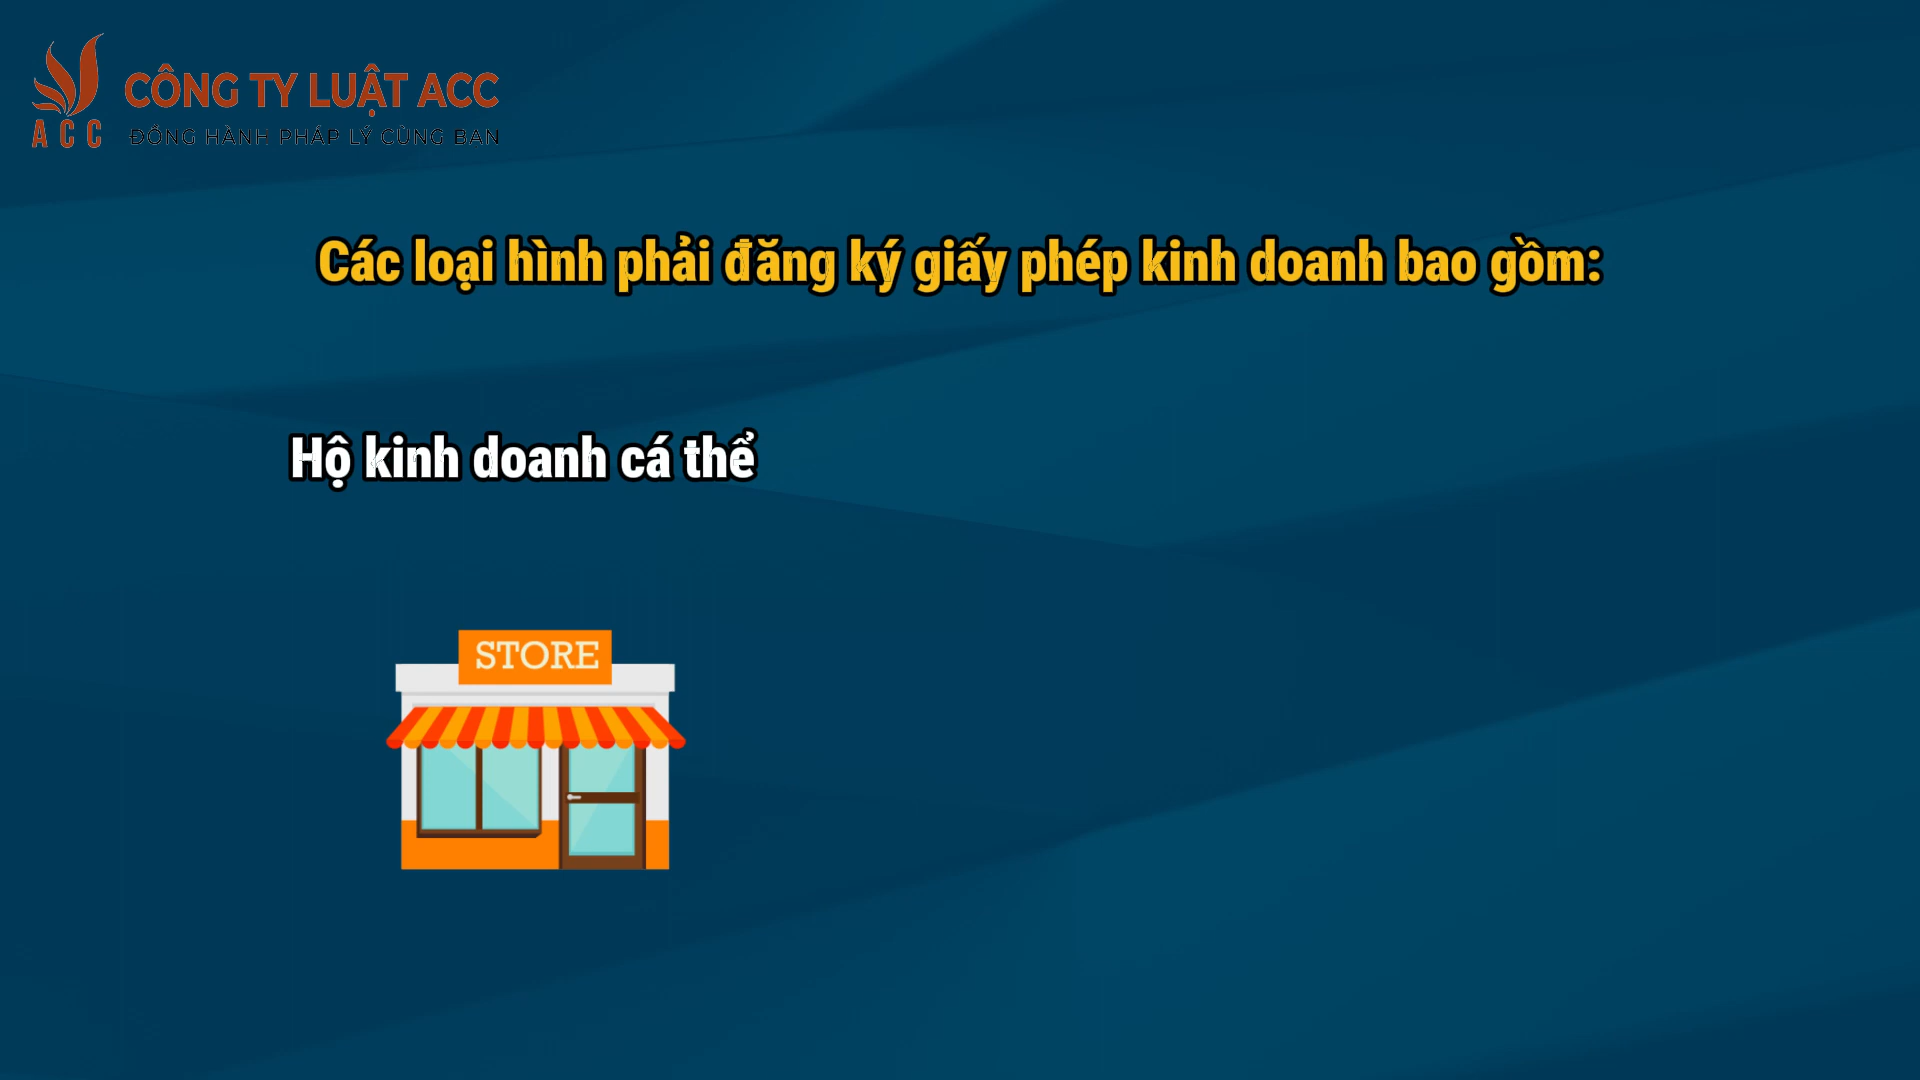 CÔNG TY LUẬT ACC
ACC
ĐỒNG HÀNH PHÁP LÝ CÙNG BẠN
Các loại hình phải đăng ký giấy phép kinh doanh bao gồm:
Hộ kinh doanh cá thể
STORE